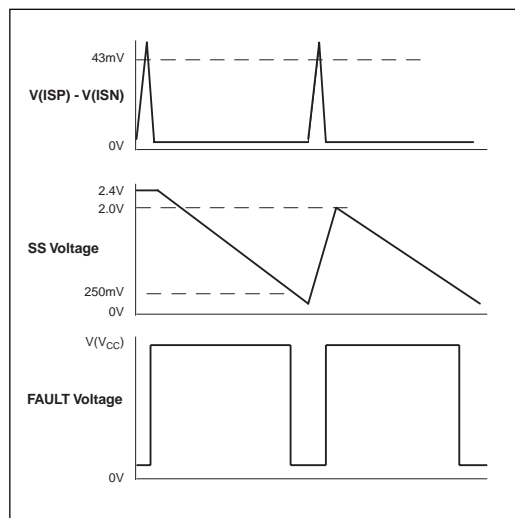 43mV
V(ISP) - V(ISN)
0V
2.4V
2.0V
SS Voltage
250mV
0V
V(VCC)
FAULT Voltage
0V